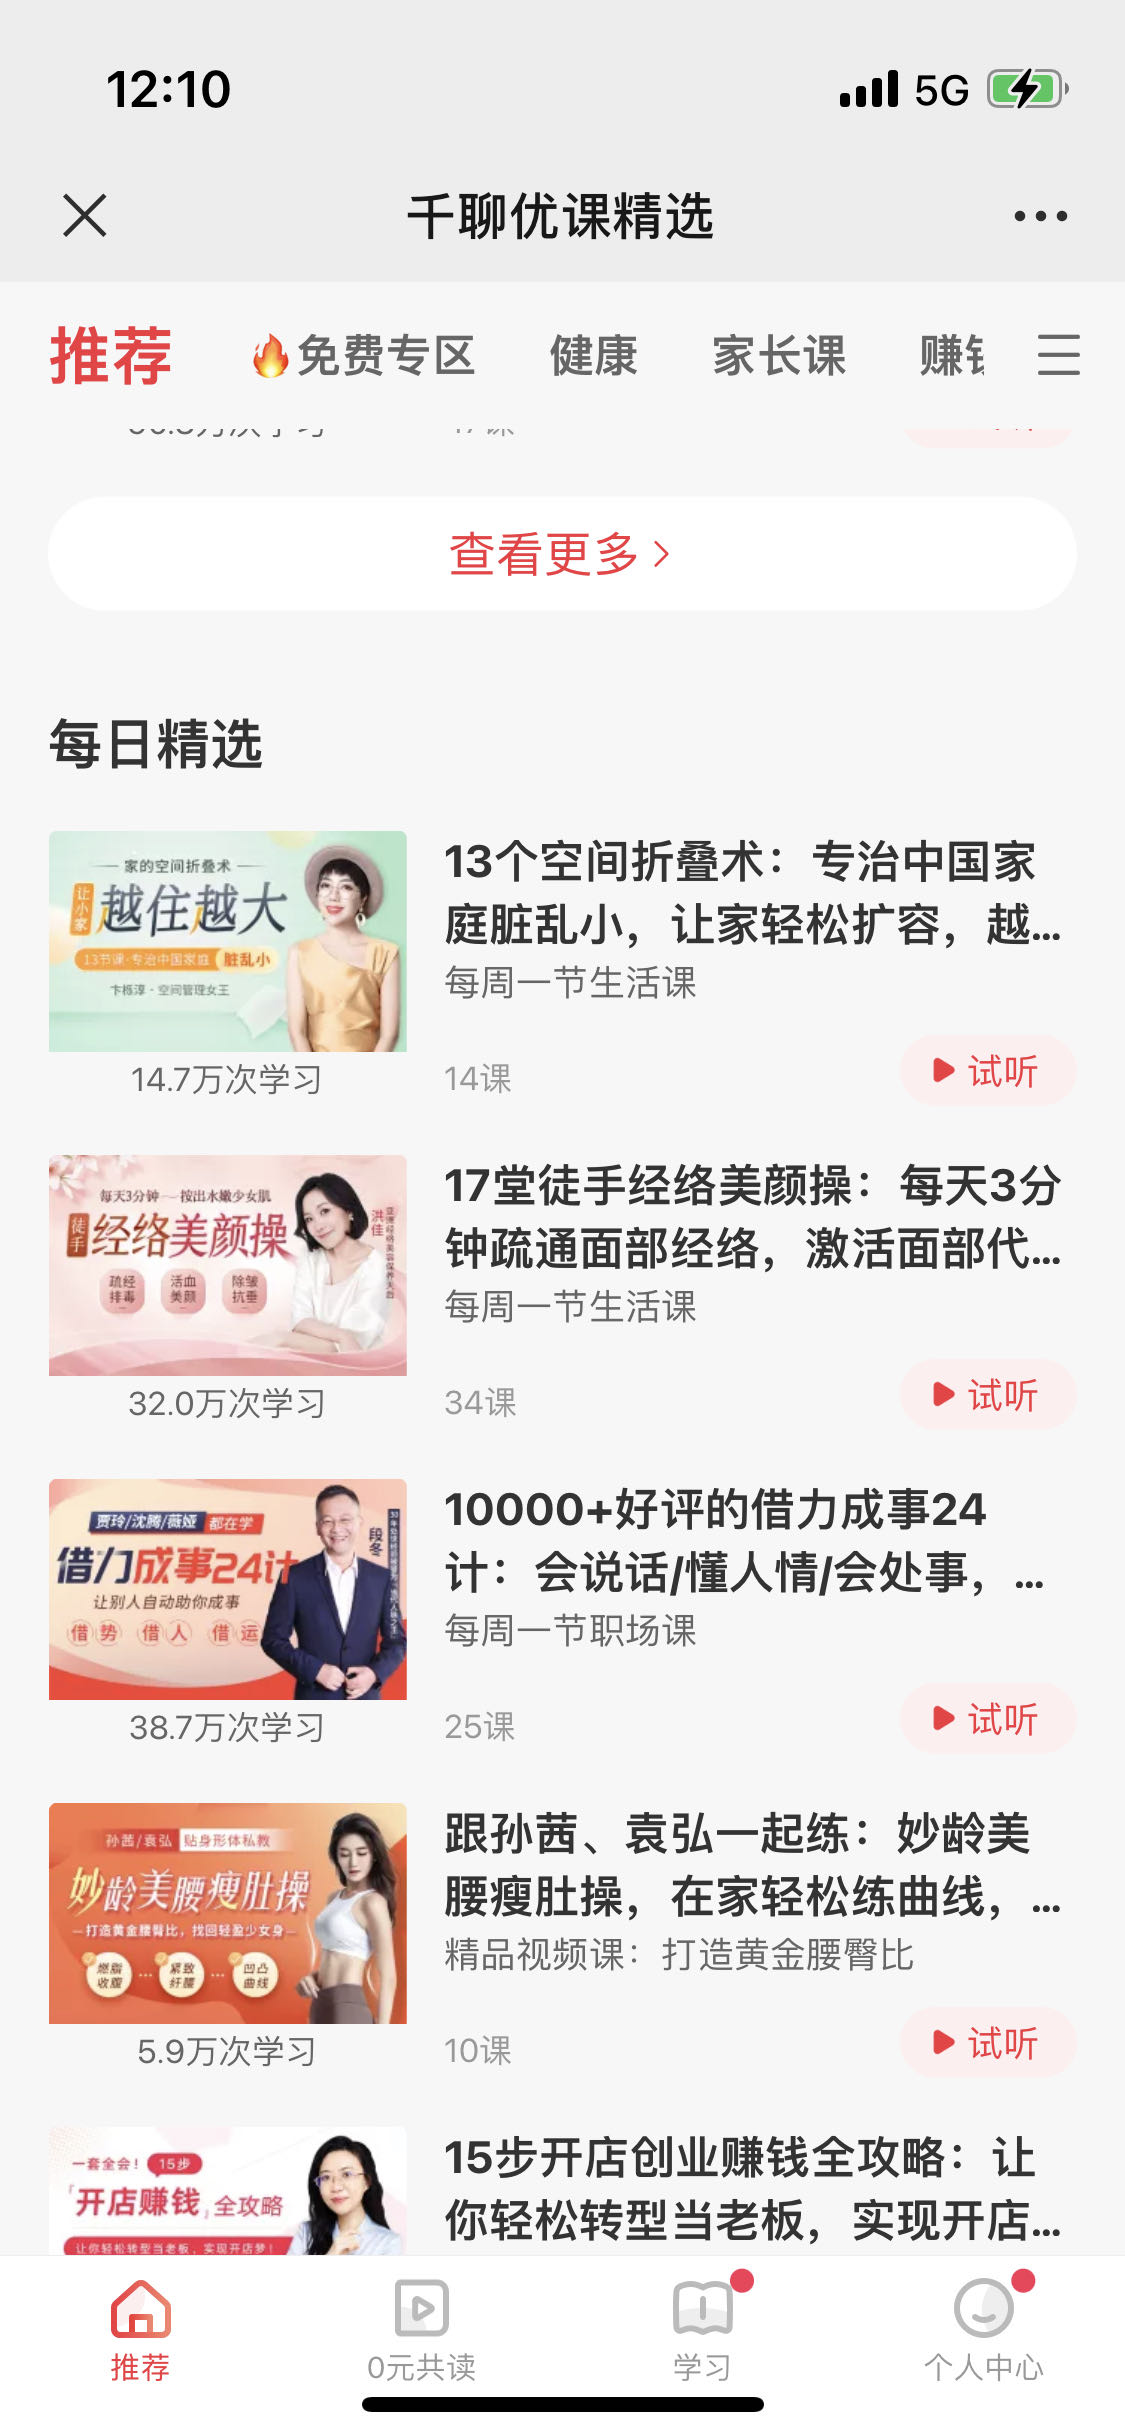 12:10
5G
千聊优课精选
推荐
免费专区
健康
家长课
赚钱
查看更多
每日精选
家的空间折叠术
让小家
越住越大
13节课·专治中国家庭
脏乱小
卞栎淳·空间管理女王
14.7万次学习
13个空间折叠术：专治中国家
庭脏乱小，让家轻松扩容，越...
每周一节生活课
14课
试听
每天3分钟——按出水嫩少女肌
徒手
经络美颜操
疏经
排毒
活血
美颜
除皱
抗垂
洪佳
32.0万次学习
17堂徒手经络美颜操：每天3分
钟疏通面部经络，激活面部代...
每周一节生活课
34课
试听
贾玲/沈腾/薇娅
都在学
借力成事24计
让别人自动助你成事
借势
借人
借运
段冬
38.7万次学习
10000+好评的借力成事24
计：会说话/懂人情/会处事，...
每周一节职场课
25课
试听
孙茜/袁弘
贴身形体私教
妙龄美腰瘦肚操
打造黄金腰臀比，找回轻盈少女身
燃脂
收腹
紧致
纤腰
凹凸
曲线
5.9万次学习
跟孙茜、袁弘一起练：妙龄美
腰瘦肚操，在家轻松练曲线，...
精品视频课：打造黄金腰臀比
10课
试听
一套全会！
15步
「开店赚钱」全攻略
让你轻松转型当老板，实现开店梦！
15步开店创业赚钱全攻略：让
你轻松转型当老板，实现开店...
推荐
0元共读
学习
个人中心